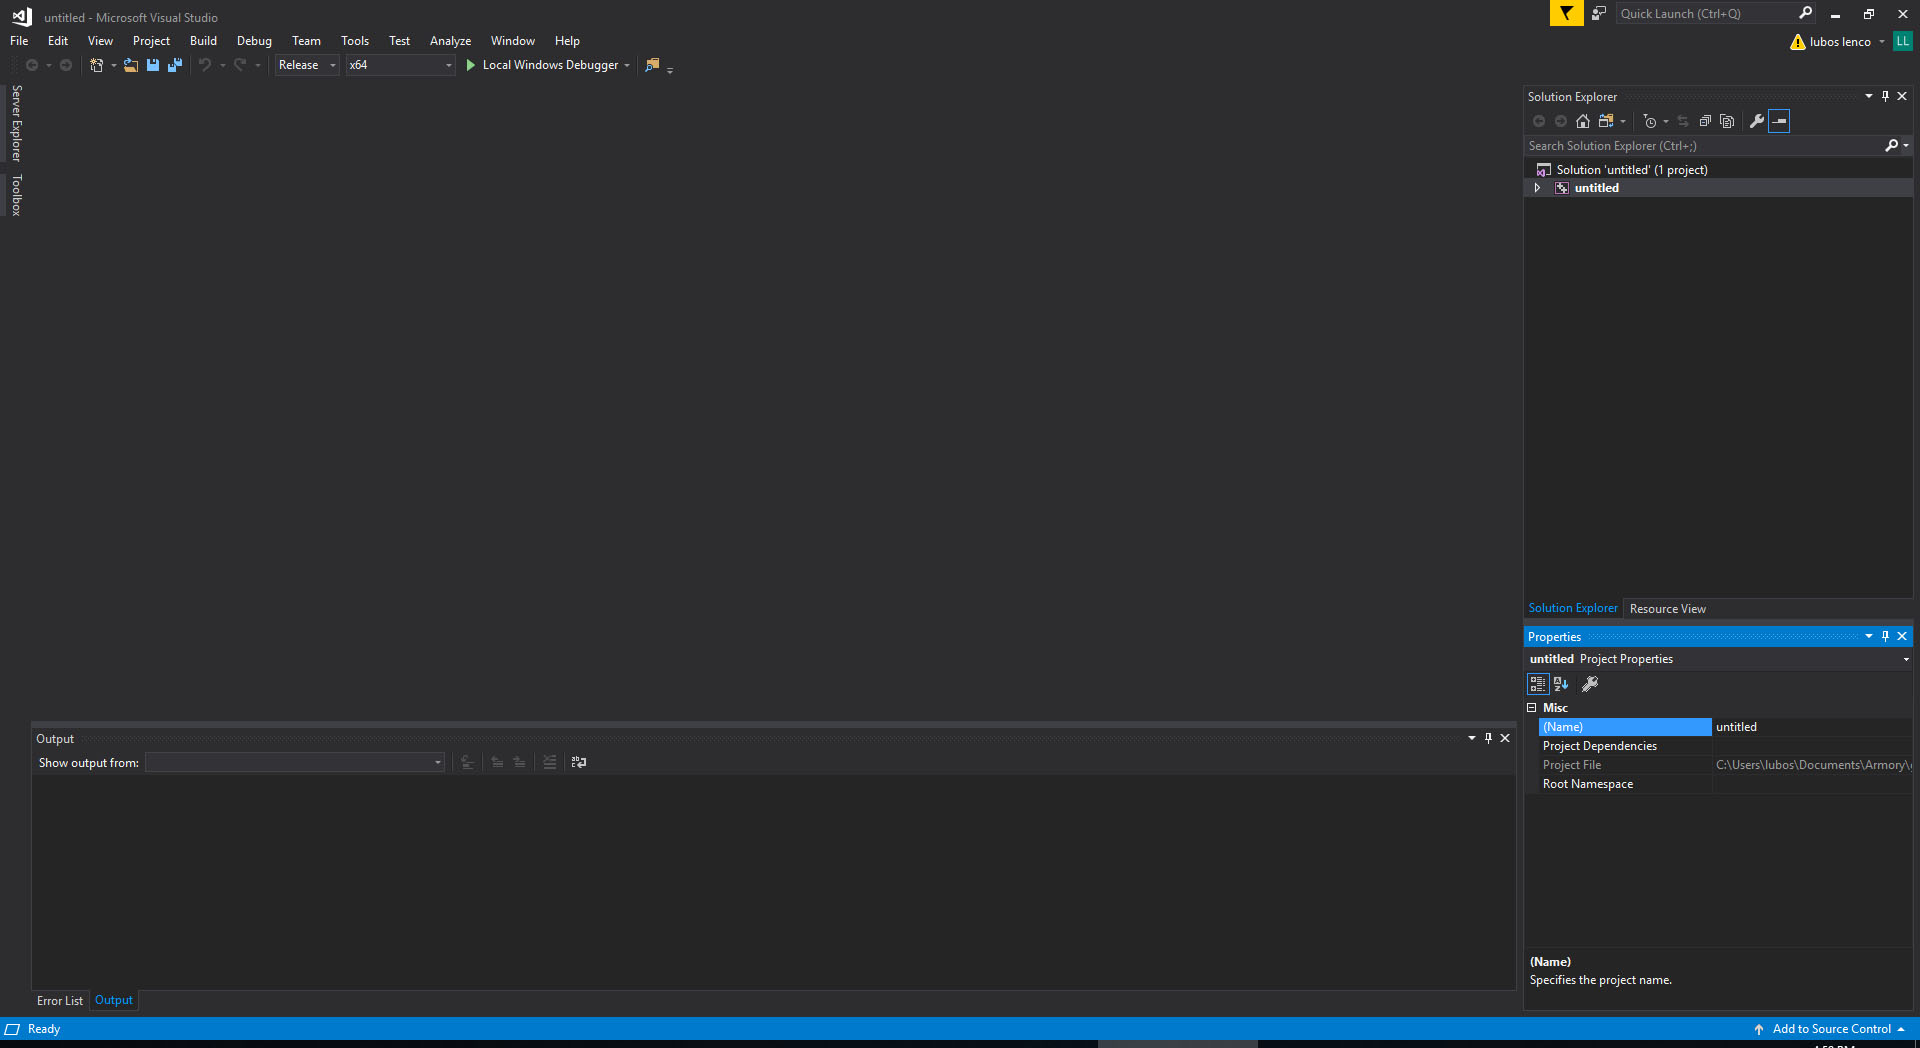 untitled - Microsoft Visual Studio
Quick Launch (Ctrl+Q)
File Edit View Project Build Debug Team Tools Test Analyze Window Help
lubos lenco LL
Release x64 Local Windows Debugger
Server Explorer
Toolbox
Solution Explorer
Search Solution Explorer (Ctrl+;)
Solution 'untitled' (1 project)
untitled
Solution Explorer Resource View
Properties
untitled Project Properties
Misc
(Name) untitled
Project Dependencies
Project File C:\Users\lubos\Documents\Armory\
Root Namespace
(Name)
Specifies the project name.
Output
Show output from:
Error List Output
Ready
Add to Source Control